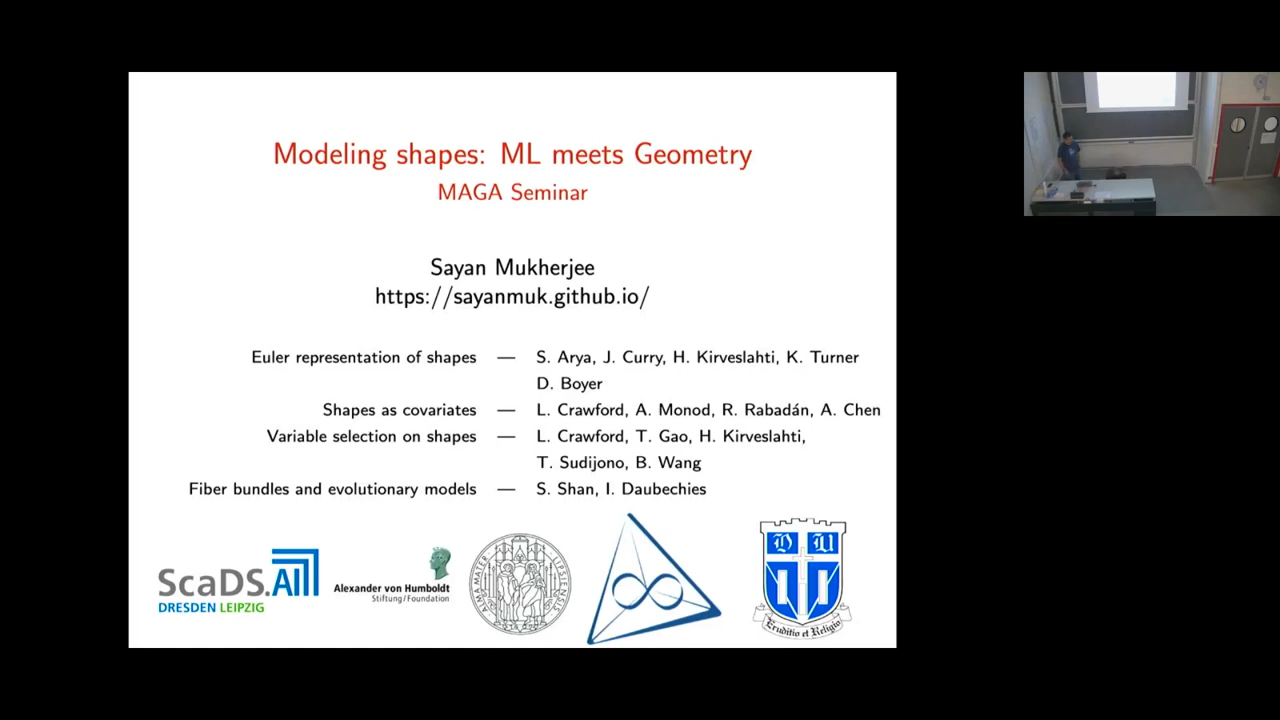 Modeling shapes: ML meets Geometry
MAGA Seminar
Sayan Mukherjee
https://sayanmuk.github.io/
Euler representation of shapes — S. Arya, J. Curry, H. Kirveslahti, K. Turner
D. Boyer
Shapes as covariates — L. Crawford, A. Monod, R. Rabadán, A. Chen
Variable selection on shapes — L. Crawford, T. Gao, H. Kirveslahti,
T. Sudijono, B. Wang
Fiber bundles and evolutionary models — S. Shan, I. Daubechies
ScaDS.AI
DRESDEN LEIPZIG
Alexander von Humboldt
Stiftung/Foundation
ALMA MATER LIPSIENSIS
D U
Eruditio et Religio